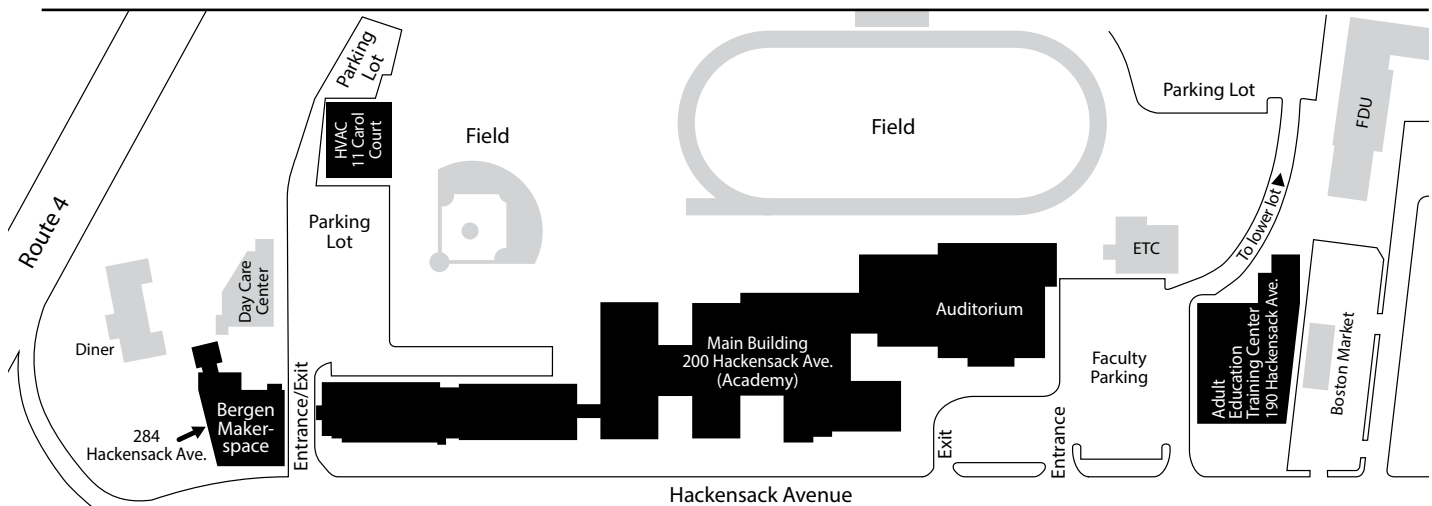 Parking
Lot
HVAC
11 Carol
Court
Field
Field
Parking Lot
FDU
Route 4
Parking
Lot
To lower lot
ETC
Day Care
Center
Diner
Auditorium
Main Building
200 Hackensack Ave.
(Academy)
Faculty
Parking
Adult
Education
Training Center
190 Hackensack Ave.
Boston Market
Bergen
Maker-
space
284
Hackensack Ave.
Entrance/Exit
Exit
Entrance
Hackensack Avenue